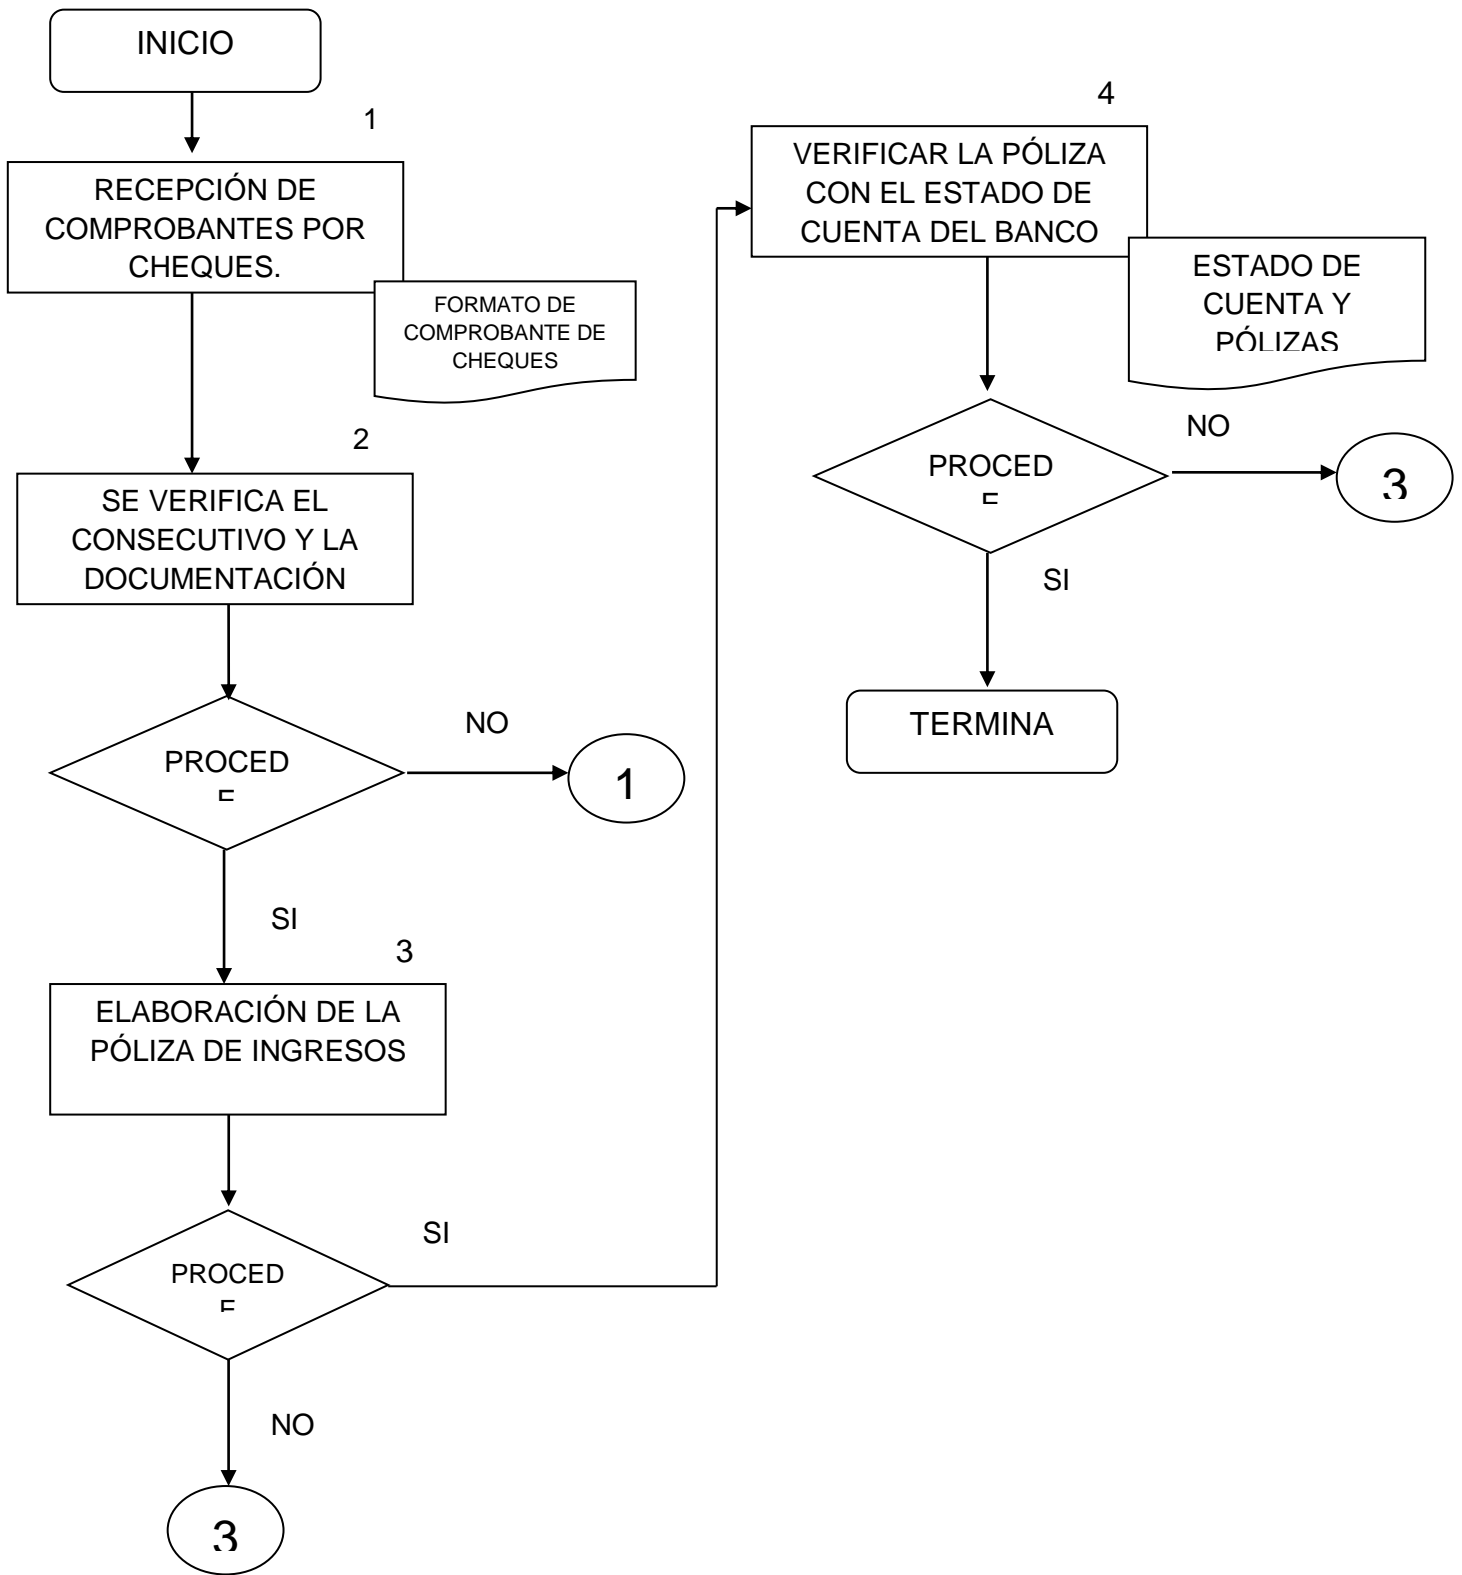 INICIO
1
RECEPCIÓN DE
COMPROBANTES POR
CHEQUES.
FORMATO DE
COMPROBANTE DE
CHEQUES
2
SE VERIFICA EL
CONSECUTIVO Y LA
DOCUMENTACIÓN
PROCED
E
NO
1
SI
3
ELABORACIÓN DE LA
PÓLIZA DE INGRESOS
PROCED
E
SI
NO
3
4
VERIFICAR LA PÓLIZA
CON EL ESTADO DE
CUENTA DEL BANCO
ESTADO DE
CUENTA Y
PÓLIZAS
PROCED
E
NO
3
SI
TERMINA